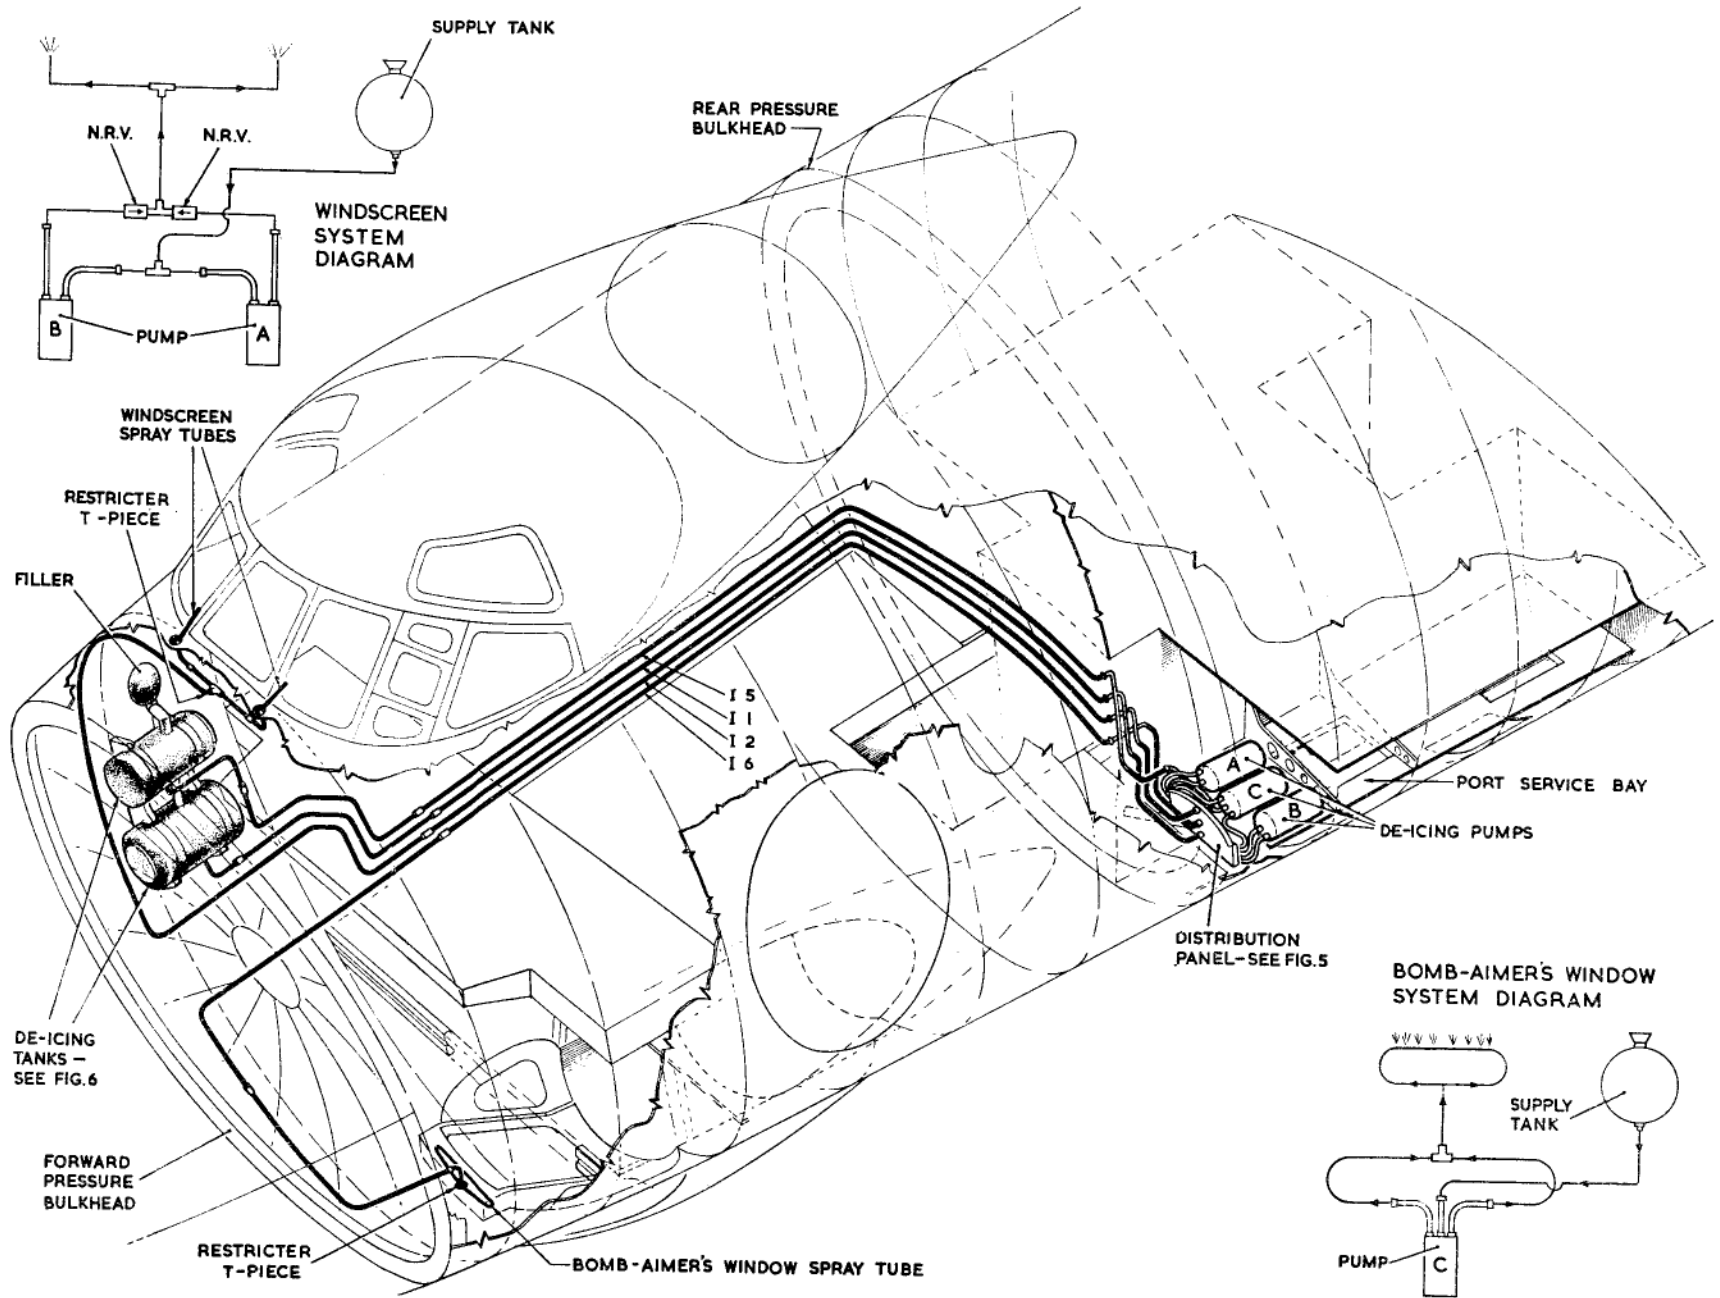 SUPPLY TANK
N.R.V.
N.R.V.
WINDSCREEN
SYSTEM
DIAGRAM
B
PUMP
A
REAR PRESSURE
BULKHEAD
WINDSCREEN
SPRAY TUBES
RESTRICTER
T-PIECE
FILLER
I 5
I 1
I 2
I 6
A
C
B
PORT SERVICE BAY
DE-ICING PUMPS
DISTRIBUTION
PANEL-SEE FIG.5
DE-ICING
TANKS -
SEE FIG.6
FORWARD
PRESSURE
BULKHEAD
RESTRICTER
T-PIECE
BOMB-AIMER'S WINDOW SPRAY TUBE
BOMB-AIMER'S WINDOW
SYSTEM DIAGRAM
SUPPLY
TANK
PUMP
C